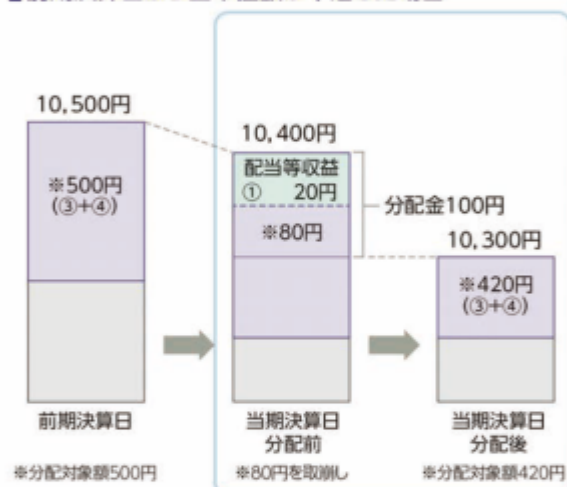 10,500円
10,400円
配当等収益
① 20円
※500円
(③+④)
分配金100円
※80円
10,300円
※420円
(③+④)
前期決算日
当期決算日
分配前
当期決算日
分配後
※分配対象額500円
※80円を取崩し
※分配対象額420円